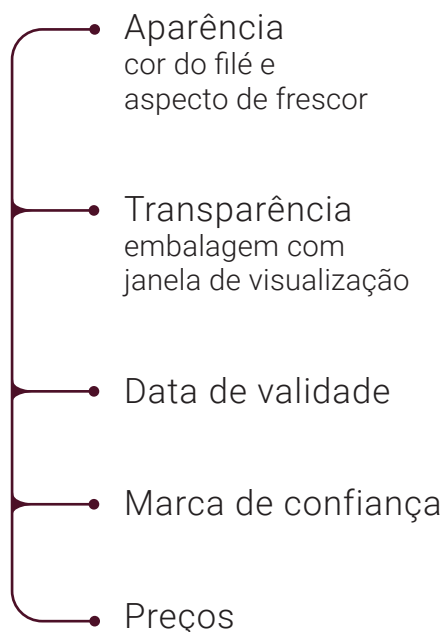 Aparência
cor do filé e
aspecto de frescor
Transparência
embalagem com
janela de visualização
Data de validade
Marca de confiança
Preços